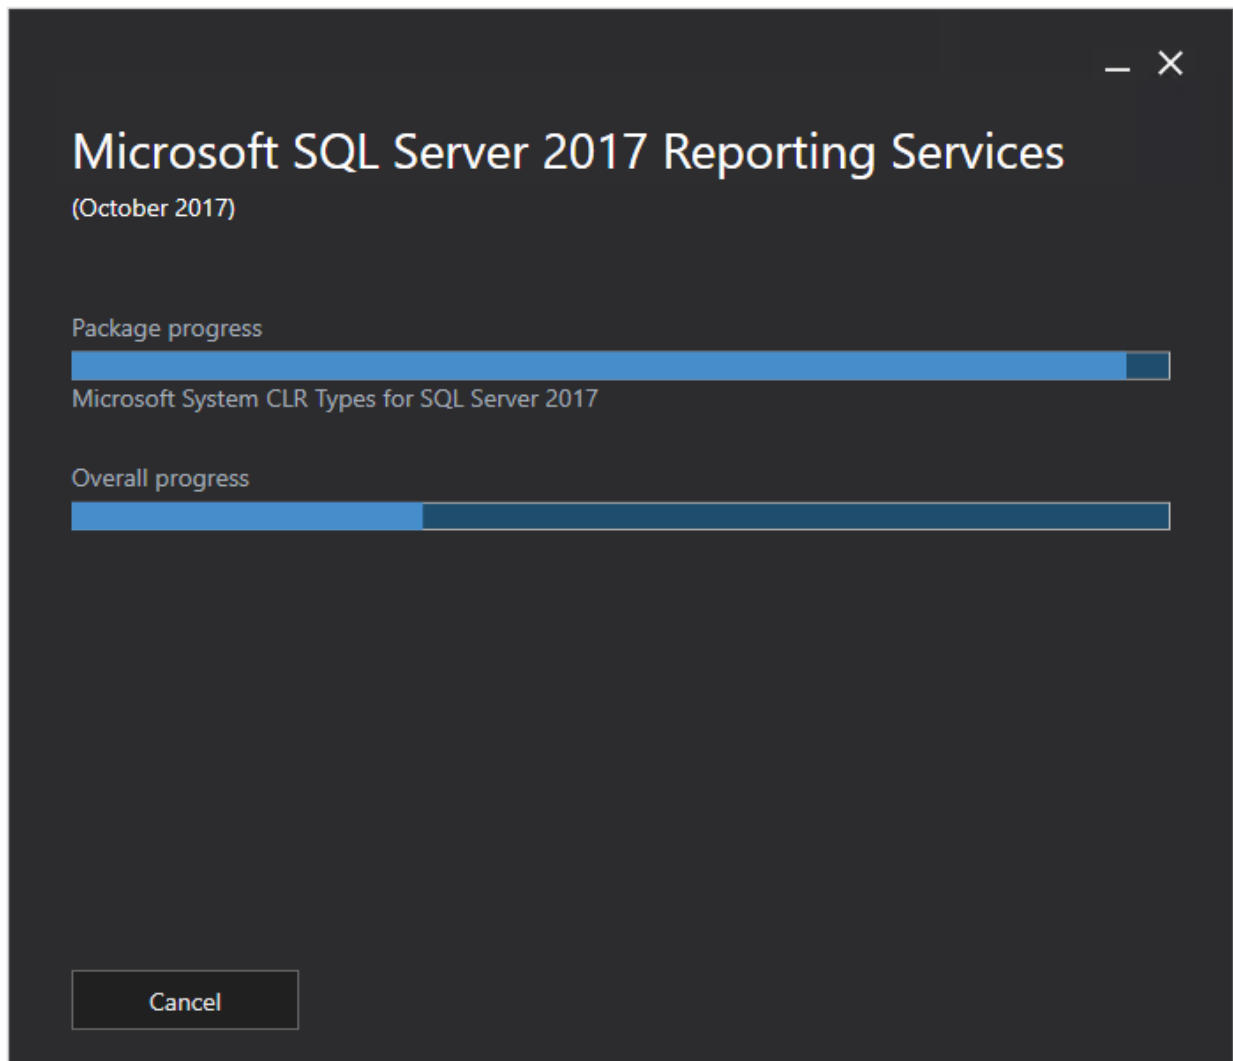 Microsoft SQL Server 2017 Reporting Services
(October 2017)
Package progress
Microsoft System CLR Types for SQL Server 2017
Overall progress
Cancel